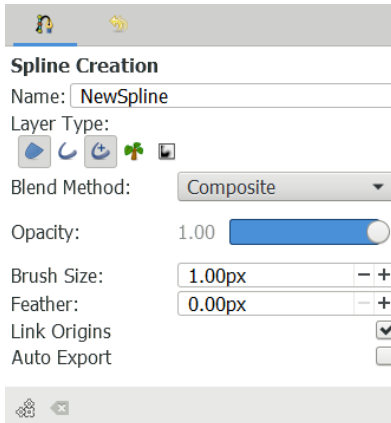 Spline Creation
Name: NewSpline
Layer Type:
Blend Method: Composite
Opacity: 1.00
Brush Size: 1.00px
Feather: 0.00px
Link Origins
Auto Export